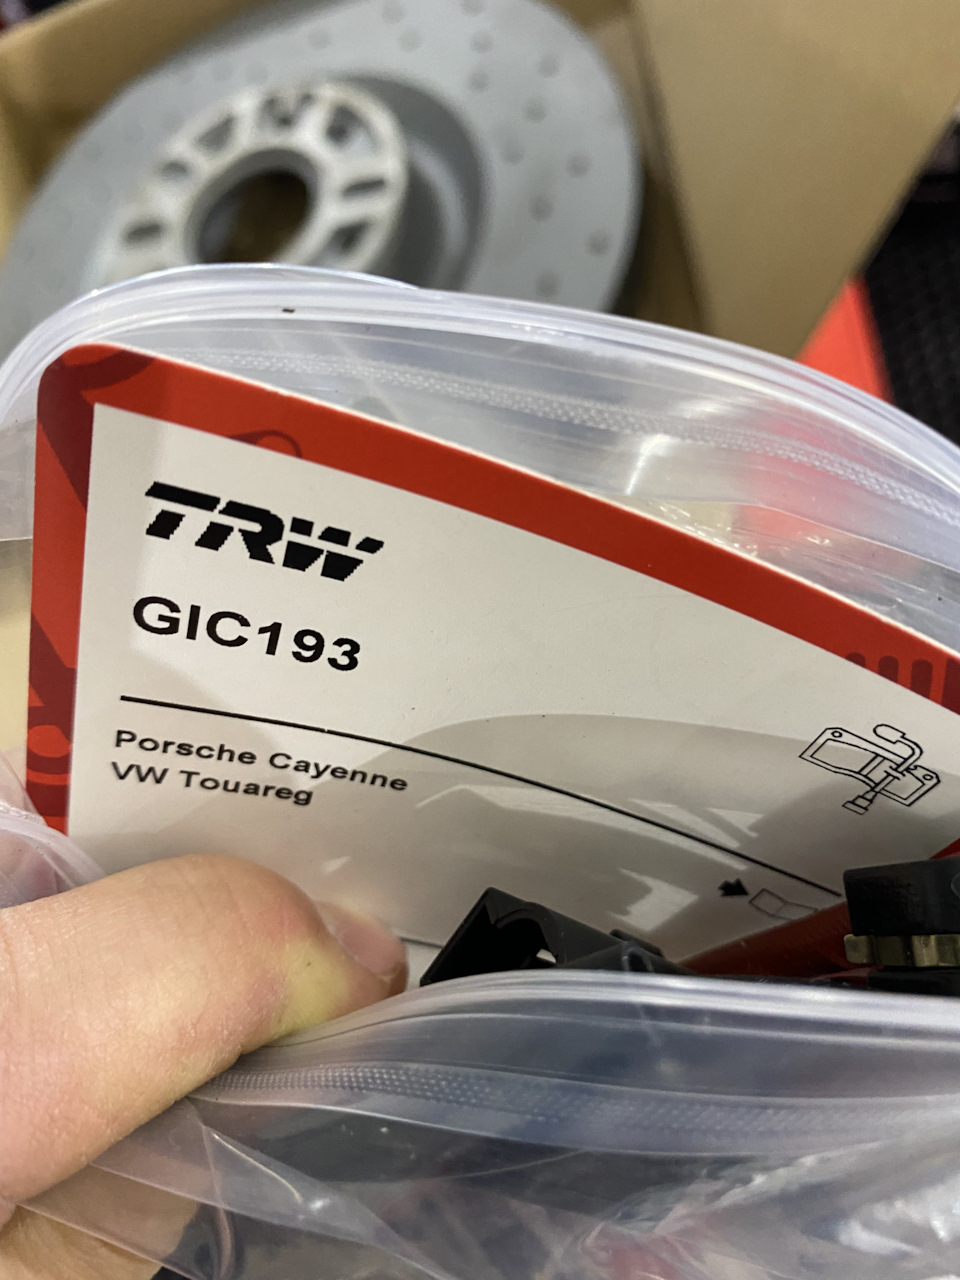 TRW
GIC193
Porsche Cayenne
VW Touareg